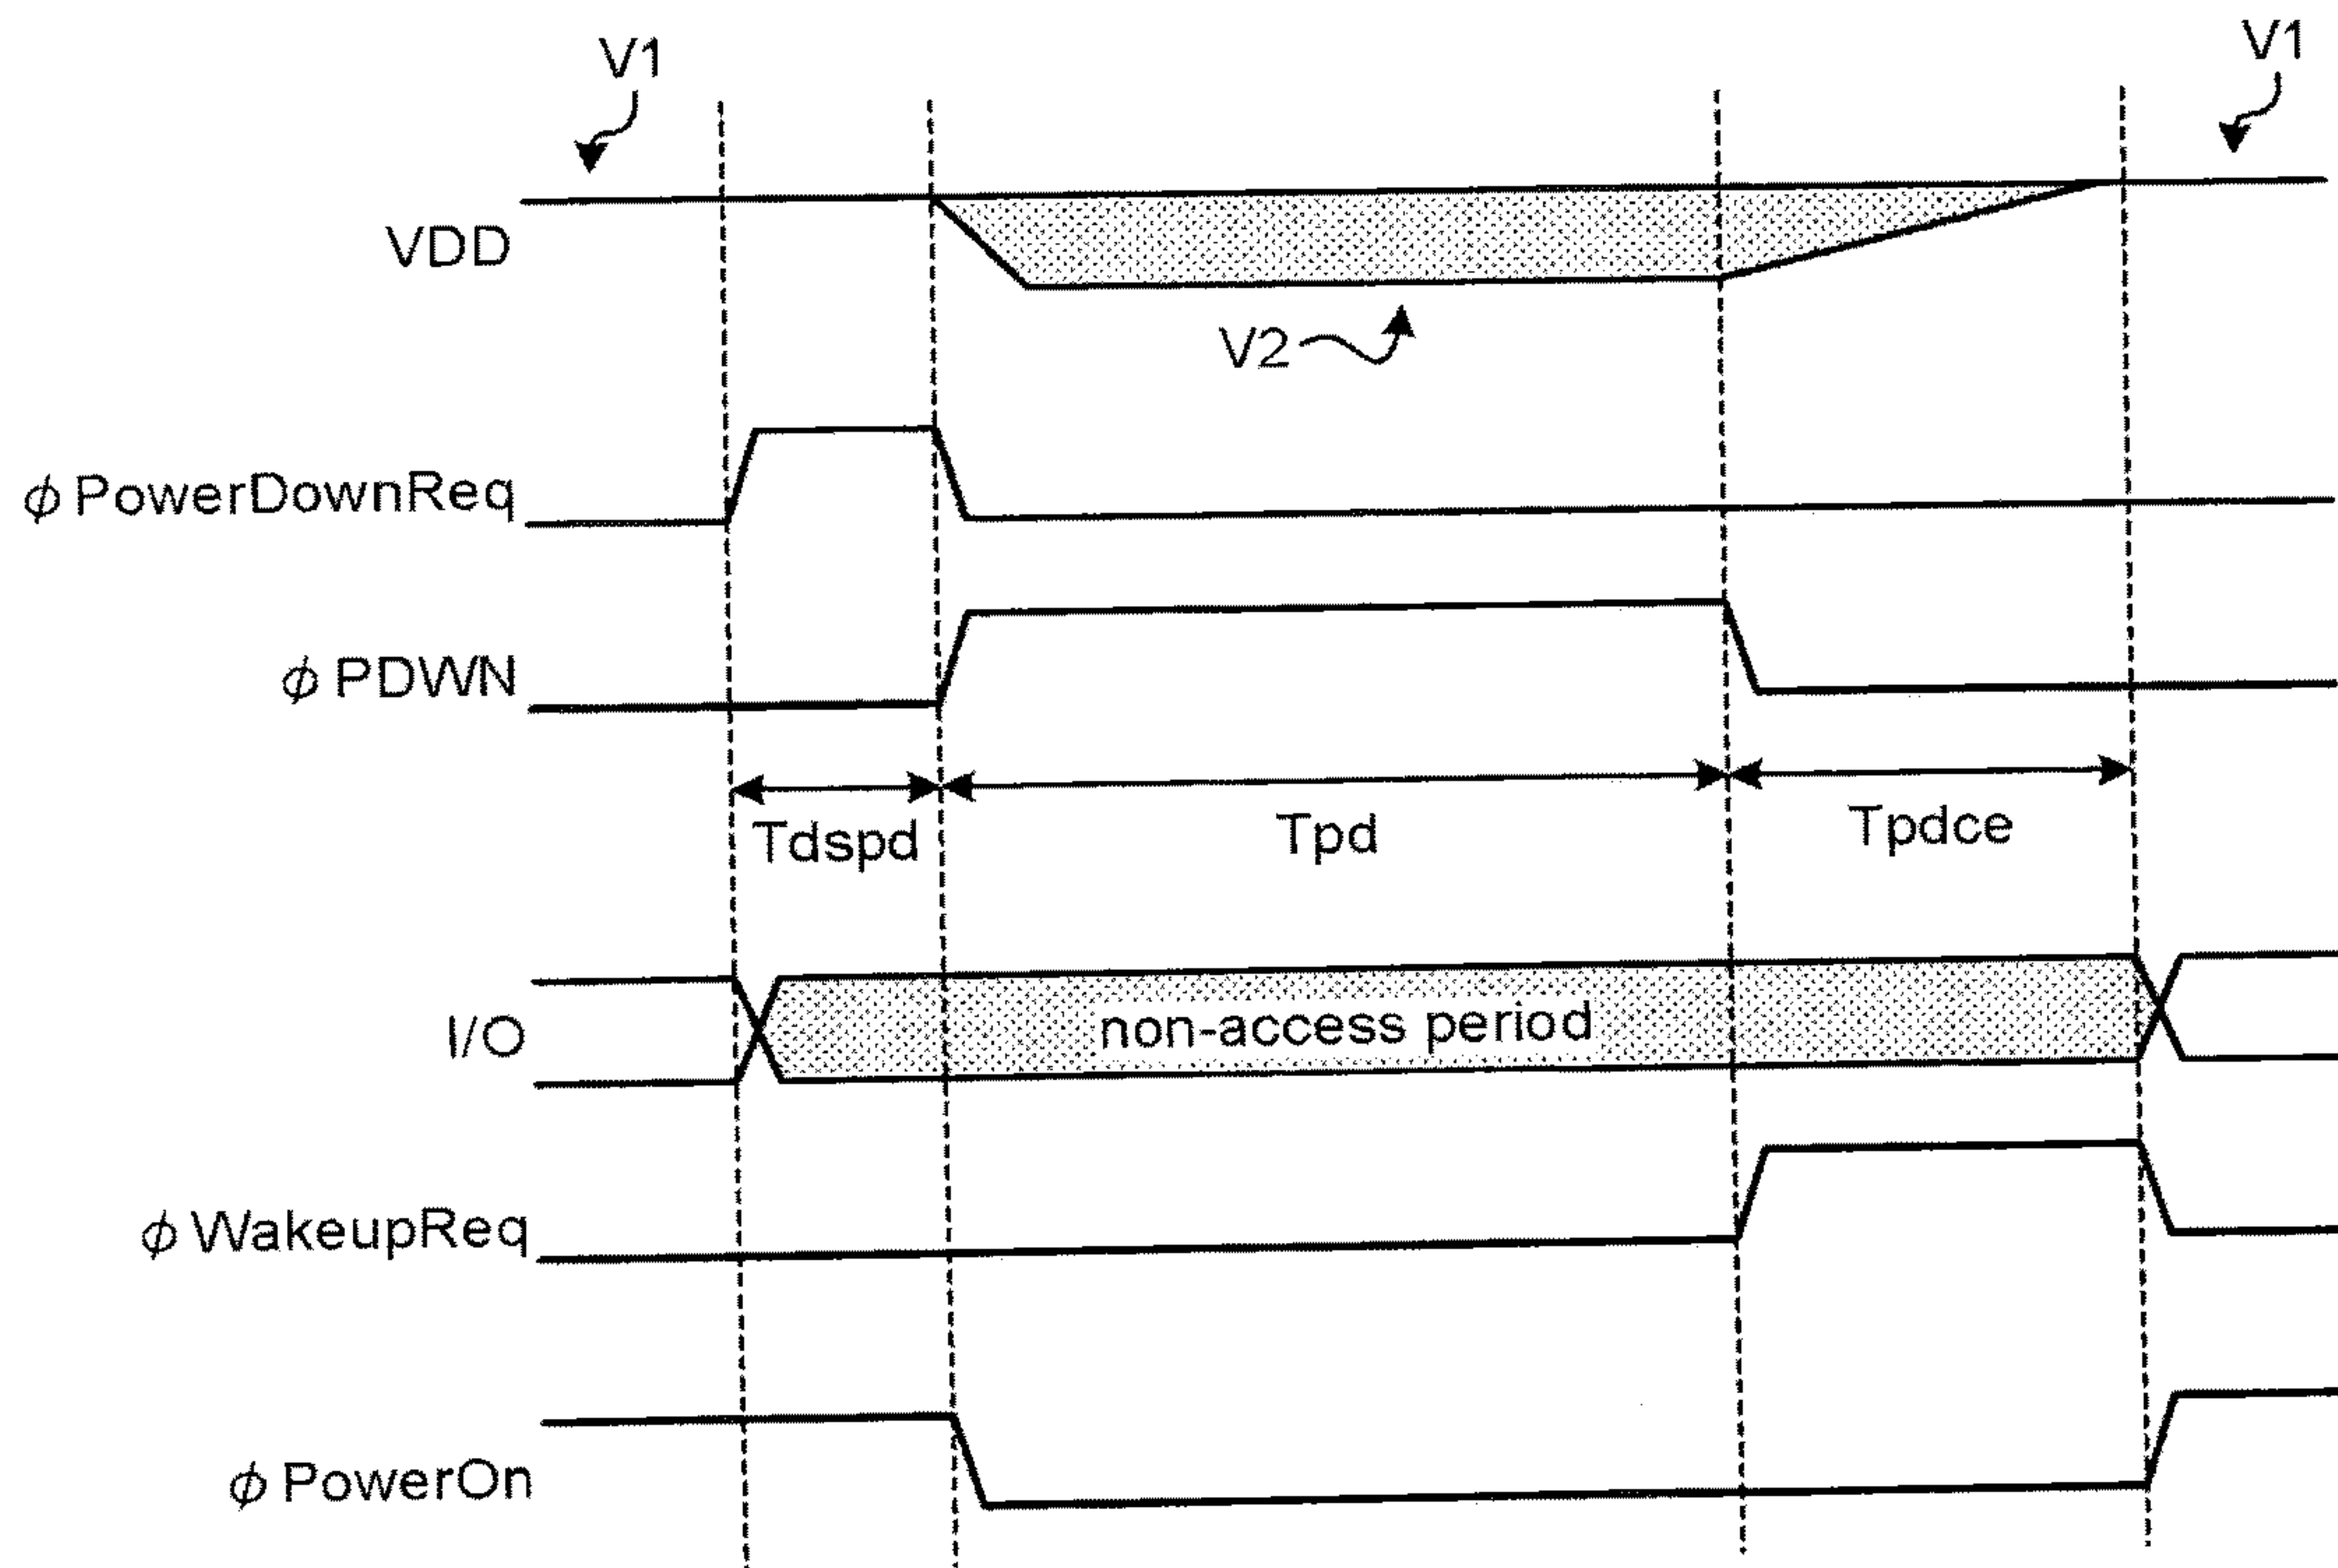 V1
V1
VDD
V2
ϕ PowerDownReq
ϕ PDWN
Tdspd
Tpd
Tpdce
I/O
non-access period
ϕ WakeupReq
ϕ PowerOn